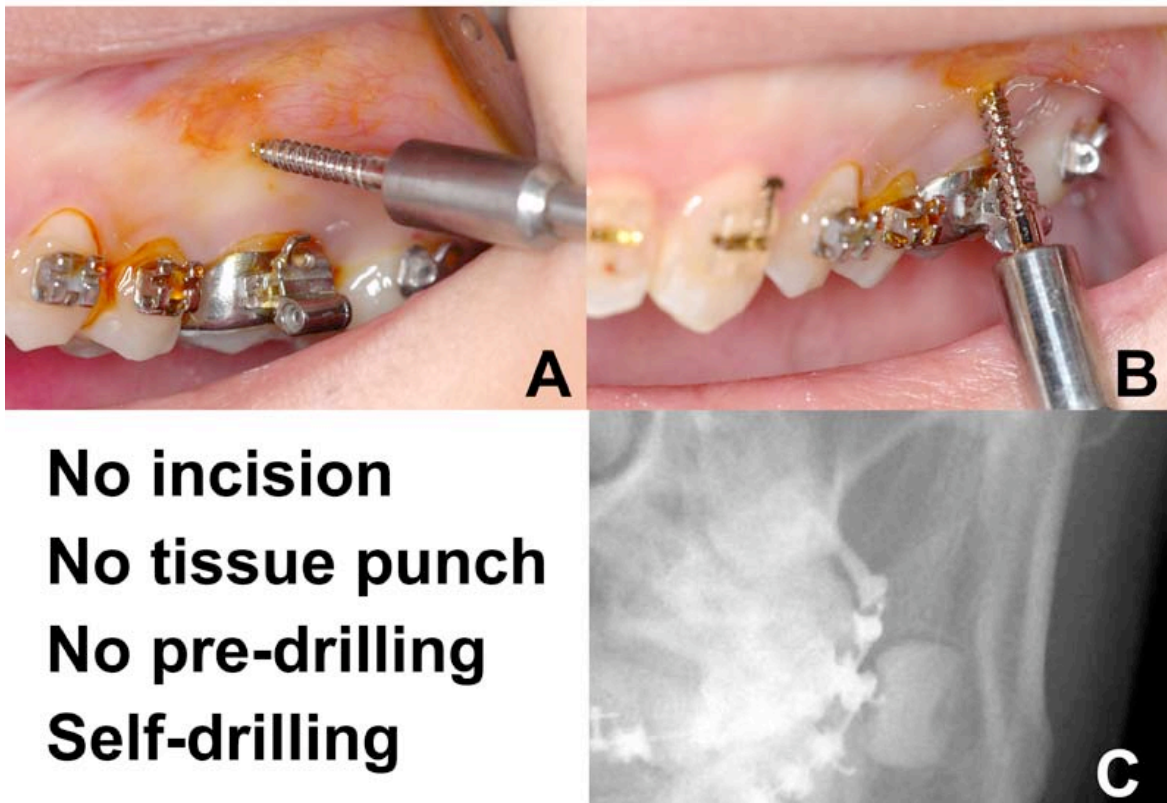 A
B
No incision
No tissue punch
No pre-drilling
Self-drilling
C